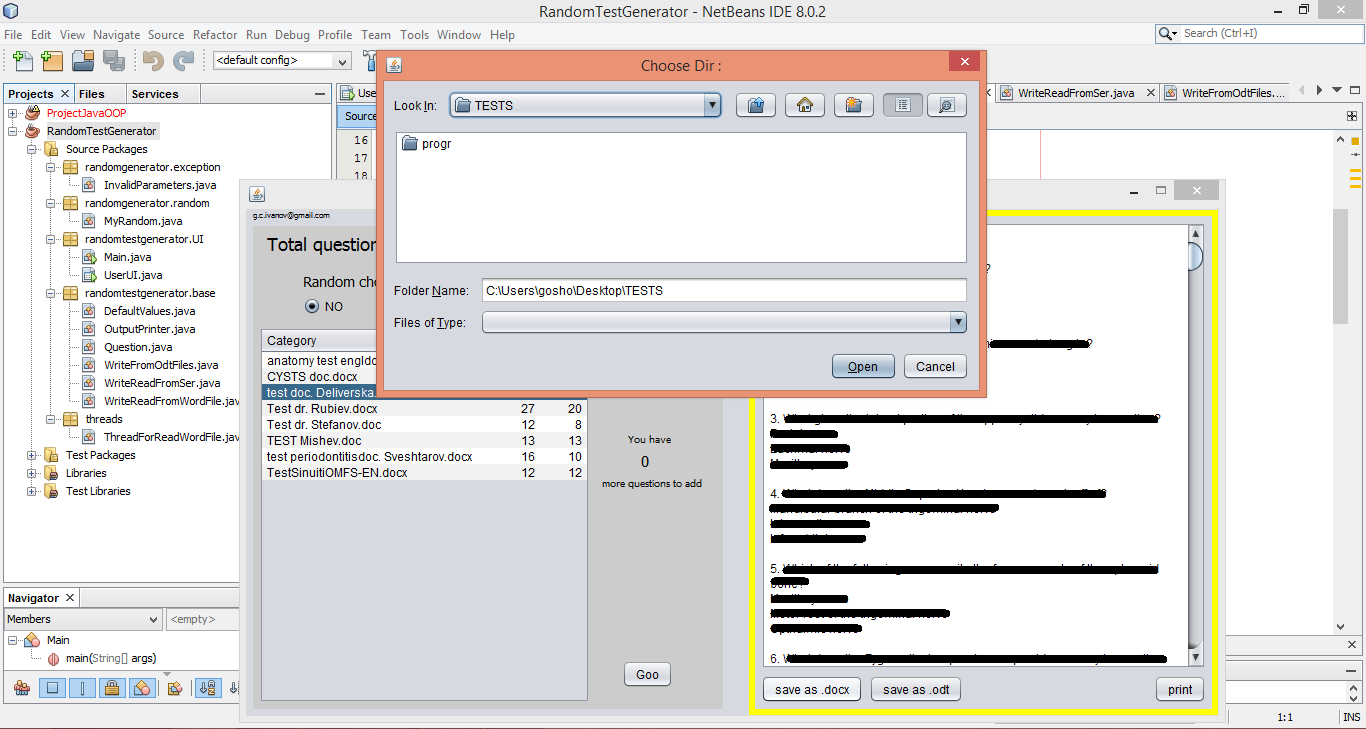 RandomTestGenerator - NetBeans IDE 8.0.2
File Edit View Navigate Source Refactor Run Debug Profile Team Tools Window Help
Search (Ctrl+I)
<default config>
Projects Files Services
ProjectJavaOOP
RandomTestGenerator
Source Packages
randomgenerator.exception
InvalidParameters.java
randomgenerator.random
MyRandom.java
randomtestgenerator.UI
Main.java
UserUI.java
randomtestgenerator.base
DefaultValues.java
OutputPrinter.java
Question.java
WriteFromOdtFiles.java
WriteReadFromSer.java
WriteReadFromWordFile.jav
threads
ThreadForReadWordFile.jav
Test Packages
Libraries
Test Libraries
Navigator
Members <empty>
Main
main(String[] args)
Use
WriteReadFromSer.java
WriteFromOdtFiles....
Source
16
17
18
Choose Dir :
Look In: TESTS
progr
Folder Name: C:\Users\gosho\Desktop\TESTS
Files of Type:
Open Cancel
g.c.ivanov@gmail.com
Total question
Random cho
NO
Category
anatomy test engldo
CYSTS doc.docx
test doc. Deliverska.
Test dr. Rubiev.docx 27 20
Test dr. Stefanov.doc 12 8
TEST Mishev.doc 13 13
test periodontitisdoc. Sveshtarov.docx 16 10
TestSinuitiOMFS-EN.docx 12 12
You have
0
more questions to add
Goo
?
?
3. ?
4.
5.
6.
save as .docx save as .odt print
1:1 INS